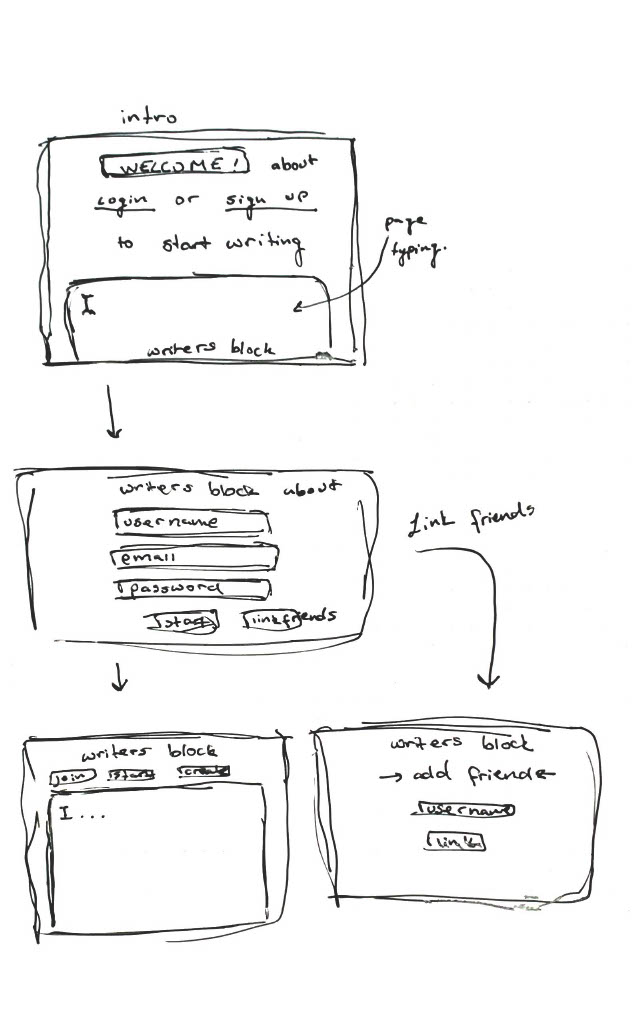 intro
WELCOME! about
login or sign up
to start writing
page
typing.
I
writers block
writers block about
username
email
password
start link friends
Link friends
writers block
join start create
I ...
writers block
→ add friends
username
link